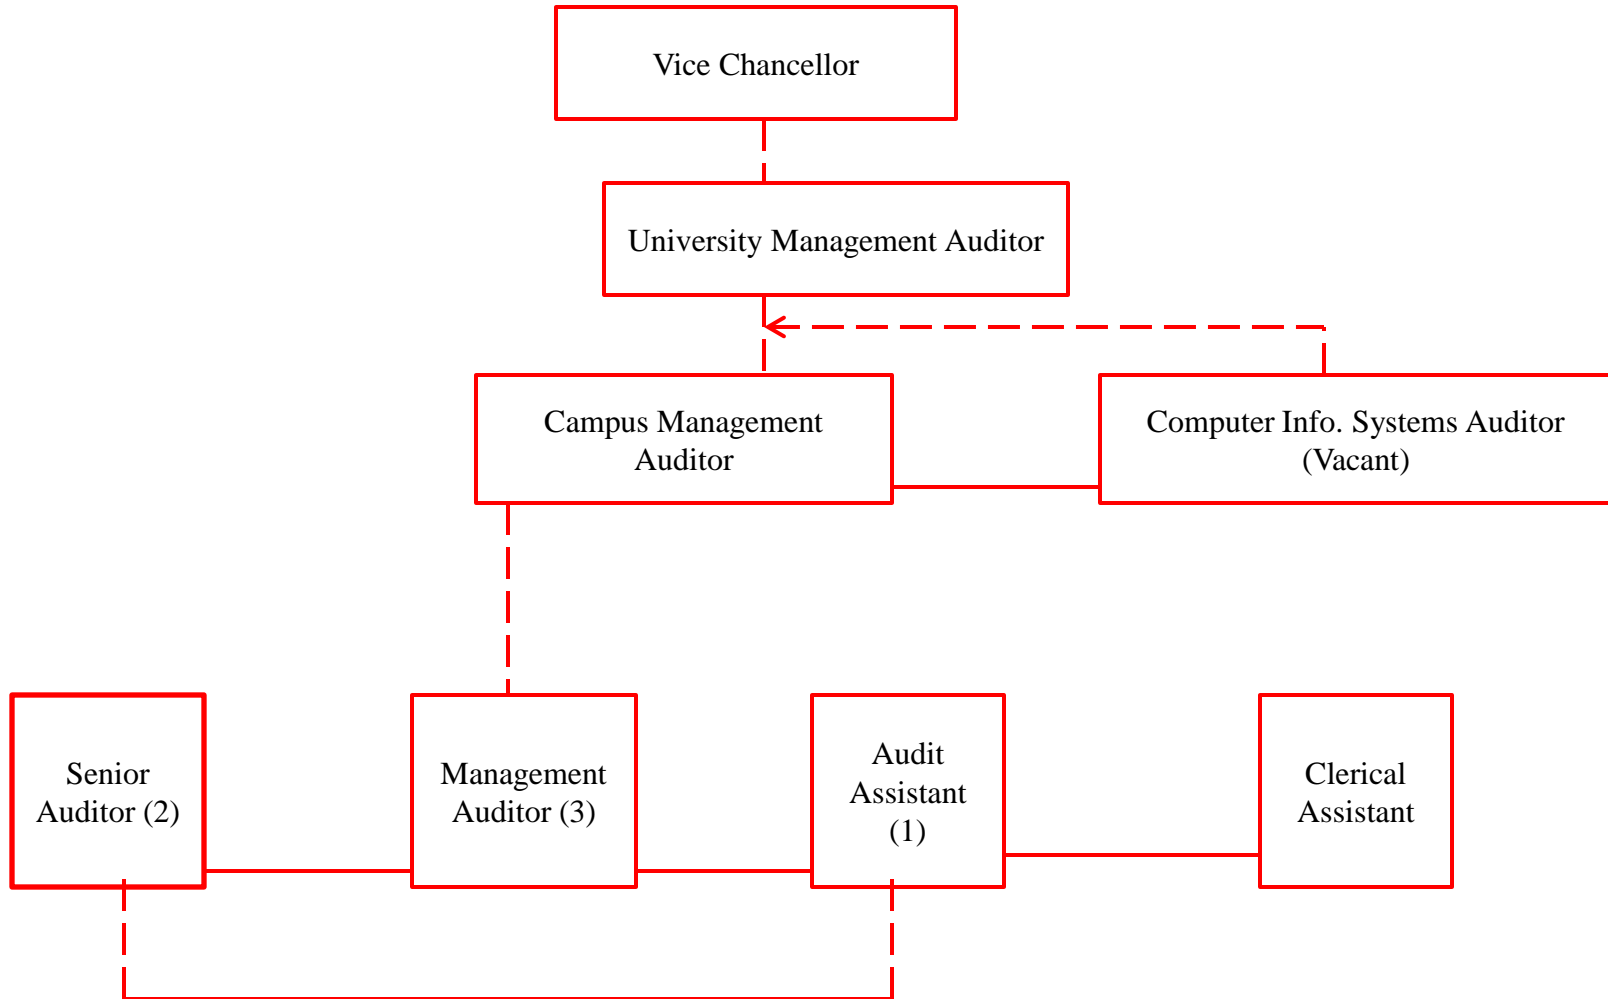 Vice Chancellor
University Management Auditor
Campus Management
Auditor
Computer Info. Systems Auditor
(Vacant)
Senior
Auditor (2)
Management
Auditor (3)
Audit
Assistant
(1)
Clerical
Assistant